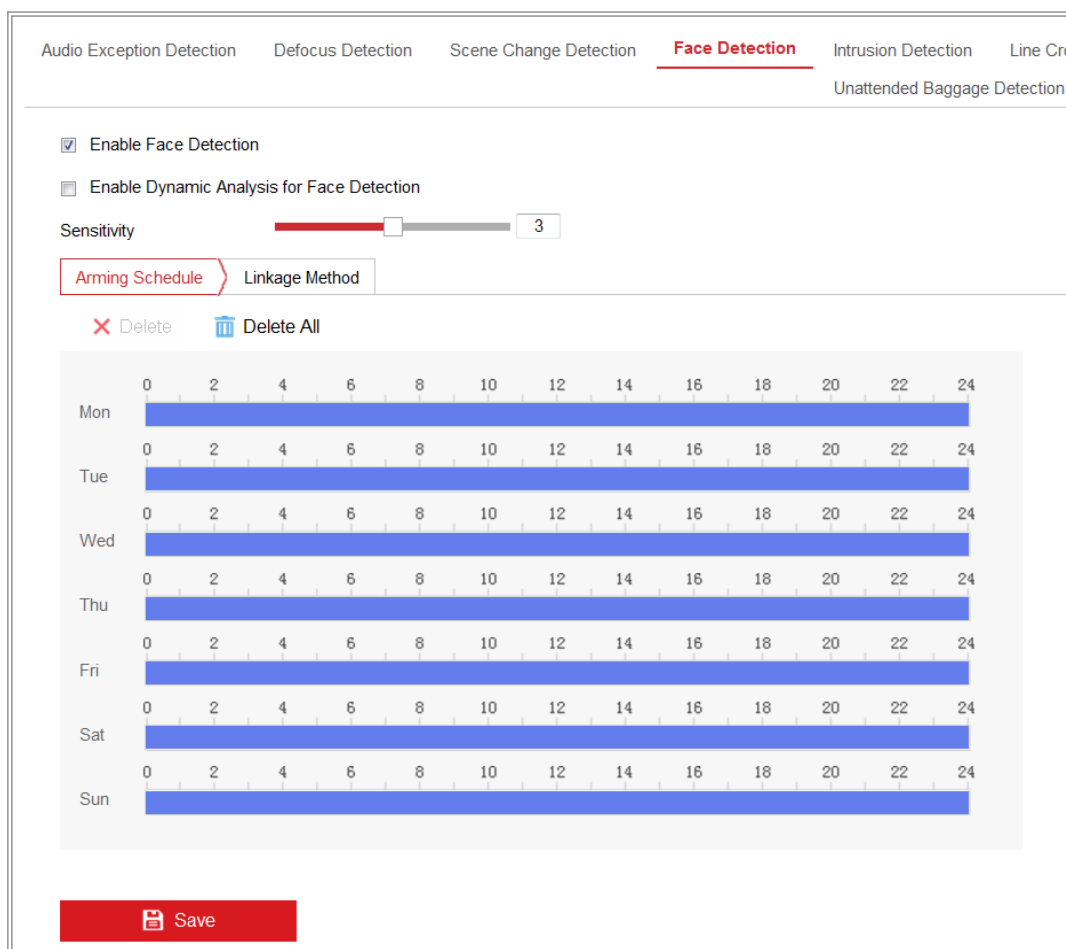 Audio Exception Detection Defocus Detection Scene Change Detection Face Detection Intrusion Detection Line Cro
Unattended Baggage Detection
Enable Face Detection
Enable Dynamic Analysis for Face Detection
Sensitivity 3
Arming Schedule Linkage Method
Delete Delete All
0 2 4 6 8 10 12 14 16 18 20 22 24
Mon
0 2 4 6 8 10 12 14 16 18 20 22 24
Tue
0 2 4 6 8 10 12 14 16 18 20 22 24
Wed
0 2 4 6 8 10 12 14 16 18 20 22 24
Thu
0 2 4 6 8 10 12 14 16 18 20 22 24
Fri
0 2 4 6 8 10 12 14 16 18 20 22 24
Sat
0 2 4 6 8 10 12 14 16 18 20 22 24
Sun
Save